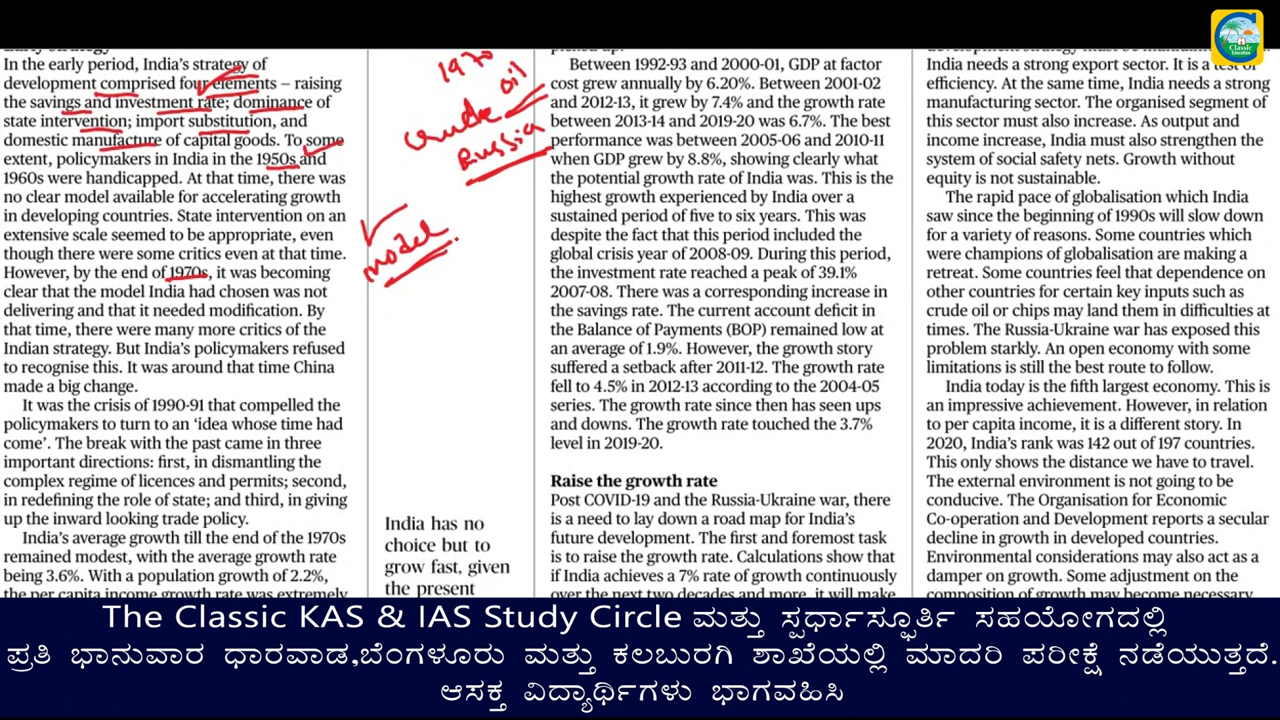 Early strategy
In the early period, India's strategy of
development comprised four elements — raising
the savings and investment rate; dominance of
state intervention; import substitution, and
domestic manufacture of capital goods. To some
extent, policymakers in India in the 1950s and
1960s were handicapped. At that time, there was
no clear model available for accelerating growth
in developing countries. State intervention on an
extensive scale seemed to be appropriate, even
though there were some critics even at that time.
However, by the end of 1970s, it was becoming
clear that the model India had chosen was not
delivering and that it needed modification. By
that time, there were many more critics of the
Indian strategy. But India's policymakers refused
to recognise this. It was around that time China
made a big change.
It was the crisis of 1990-91 that compelled the
policymakers to turn to an 'idea whose time had
come'. The break with the past came in three
important directions: first, in dismantling the
complex regime of licences and permits; second,
in redefining the role of state; and third, in giving
up the inward looking trade policy.
India's average growth till the end of the 1970s
remained modest, with the average growth rate
being 3.6%. With a population growth of 2.2%,
the per capita income growth rate was extremely
1970
crude oil
Russia
model
India has no
choice but to
grow fast, given
the present
picked up.
Between 1992-93 and 2000-01, GDP at factor
cost grew annually by 6.20%. Between 2001-02
and 2012-13, it grew by 7.4% and the growth rate
between 2013-14 and 2019-20 was 6.7%. The best
performance was between 2005-06 and 2010-11
when GDP grew by 8.8%, showing clearly what
the potential growth rate of India was. This is the
highest growth experienced by India over a
sustained period of five to six years. This was
despite the fact that this period included the
global crisis year of 2008-09. During this period,
the investment rate reached a peak of 39.1%
2007-08. There was a corresponding increase in
the savings rate. The current account deficit in
the Balance of Payments (BOP) remained low at
an average of 1.9%. However, the growth story
suffered a setback after 2011-12. The growth rate
fell to 4.5% in 2012-13 according to the 2004-05
series. The growth rate since then has seen ups
and downs. The growth rate touched the 3.7%
level in 2019-20.
Raise the growth rate
Post COVID-19 and the Russia-Ukraine war, there
is a need to lay down a road map for India's
future development. The first and foremost task
is to raise the growth rate. Calculations show that
if India achieves a 7% rate of growth continuously
over the next two decades and more, it will make
development strategy must be
India needs a strong export sector. It is a test of
efficiency. At the same time, India needs a strong
manufacturing sector. The organised segment of
this sector must also increase. As output and
income increase, India must also strengthen the
system of social safety nets. Growth without
equity is not sustainable.
The rapid pace of globalisation which India
saw since the beginning of 1990s will slow down
for a variety of reasons. Some countries which
were champions of globalisation are making a
retreat. Some countries feel that dependence on
other countries for certain key inputs such as
crude oil or chips may land them in difficulties at
times. The Russia-Ukraine war has exposed this
problem starkly. An open economy with some
limitations is still the best route to follow.
India today is the fifth largest economy. This is
an impressive achievement. However, in relation
to per capita income, it is a different story. In
2020, India's rank was 142 out of 197 countries.
This only shows the distance we have to travel.
The external environment is not going to be
conducive. The Organisation for Economic
Co-operation and Development reports a secular
decline in growth in developed countries.
Environmental considerations may also act as a
damper on growth. Some adjustment on the
composition of growth may become necessary
Classic
Education
The Classic KAS & IAS Study Circle ಮತ್ತು ಸ್ಪರ್ಧಾಸ್ಫೂರ್ತಿ ಸಹಯೋಗದಲ್ಲಿ
ಪ್ರತಿ ಭಾನುವಾರ ಧಾರವಾಡ,ಬೆಂಗಳೂರು ಮತ್ತು ಕಲಬುರಗಿ ಶಾಖೆಯಲ್ಲಿ ಮಾದರಿ ಪರೀಕ್ಷೆ ನಡೆಯುತ್ತದೆ.
ಆಸಕ್ತ ವಿದ್ಯಾರ್ಥಿಗಳು ಭಾಗವಹಿಸಿ